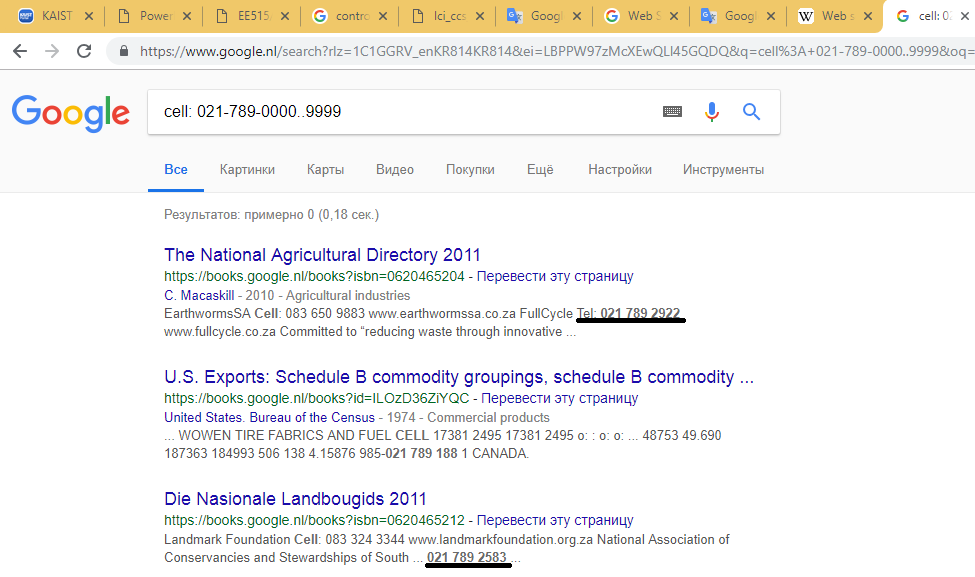 KAIST
Power
EE515
contro
lci_ccs
Googl
Web S
Googl
W Web s
cell: 0
https://www.google.nl/search?rlz=1C1GGRV_enKR814KR814&ei=LBPPW97zMcXEwQLl45GQDQ&q=cell%3A+021-789-0000..9999&oq=
Google
cell: 021-789-0000..9999
Все Картинки Карты Видео Покупки Ещё Настройки Инструменты
Результатов: примерно 0 (0,18 сек.)
The National Agricultural Directory 2011
https://books.google.nl/books?isbn=0620465204 - Перевести эту страницу
C. Macaskill - 2010 - Agricultural industries
EarthwormsSA Cell: 083 650 9883 www.earthwormssa.co.za FullCycle Tel: 021 789 2922
www.fullcycle.co.za Committed to “reducing waste through innovative ...
U.S. Exports: Schedule B commodity groupings, schedule B commodity ...
https://books.google.nl/books?id=ILOzD36ZiYQC - Перевести эту страницу
United States. Bureau of the Census - 1974 - Commercial products
... WOWEN TIRE FABRICS AND FUEL CELL 17381 2495 17381 2495 o: : o: o: ... 48753 49.690
187363 184993 506 138 4.15876 985-021 789 188 1 CANADA.
Die Nasionale Landbougids 2011
https://books.google.nl/books?isbn=0620465212 - Перевести эту страницу
Landmark Foundation Cell: 083 324 3344 www.landmarkfoundation.org.za National Association of
Conservancies and Stewardships of South ... 021 789 2583 ...